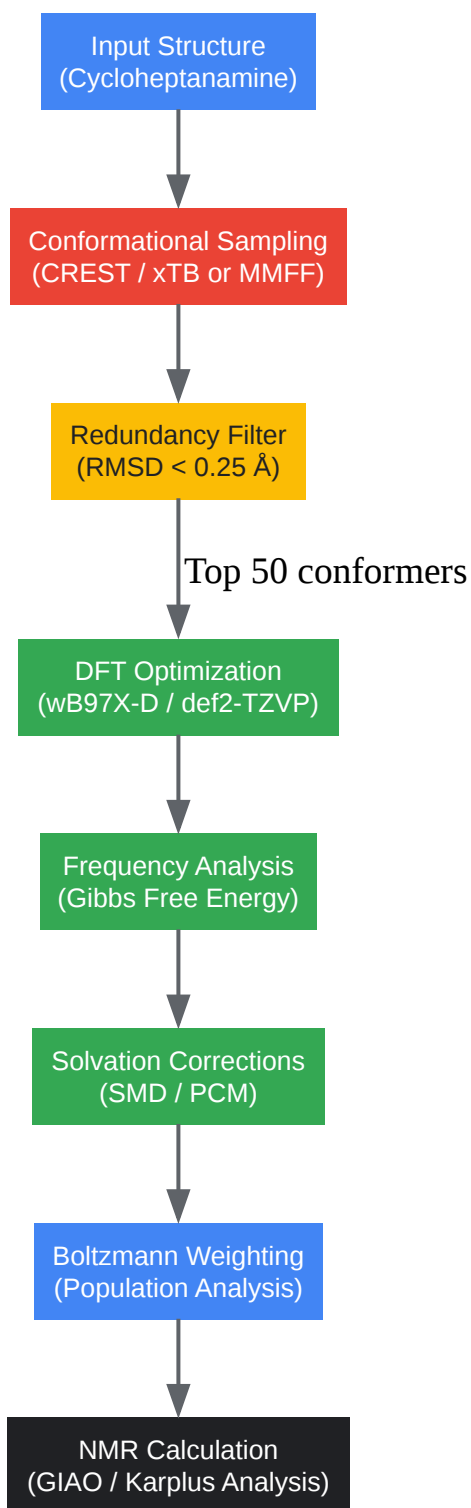 Input Structure
(Cycloheptanamine)
Conformational Sampling
(CREST / xTB or MMFF)
Redundancy Filter
(RMSD < 0.25 Å)
Top 50 conformers
DFT Optimization
(wB97X-D / def2-TZVP)
Frequency Analysis
(Gibbs Free Energy)
Solvation Corrections
(SMD / PCM)
Boltzmann Weighting
(Population Analysis)
NMR Calculation
(GIAO / Karplus Analysis)